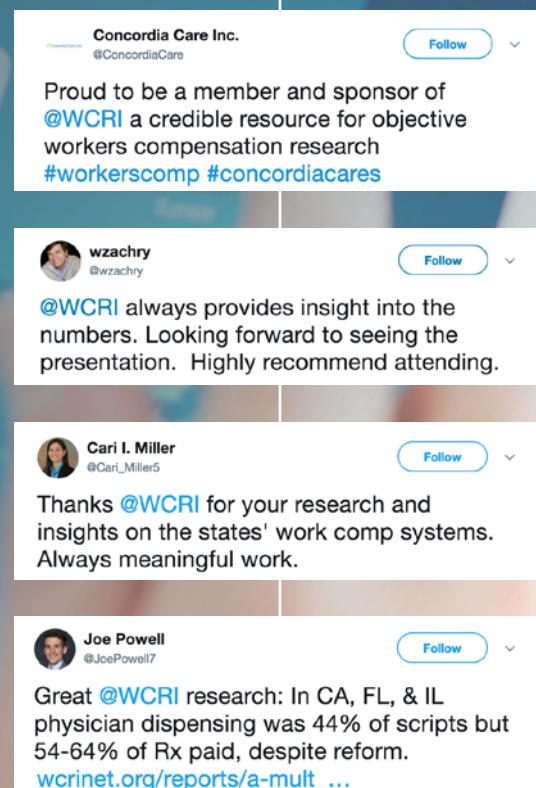 Concordia Care Inc.
@ConcordiaCare
Follow
Proud to be a member and sponsor of
@WCRI a credible resource for objective
workers compensation research
#workerscomp #concordiacares
wzachry
@wzachry
Follow
@WCRI always provides insight into the
numbers. Looking forward to seeing the
presentation.  Highly recommend attending.
Cari I. Miller
@Cari_Miller5
Follow
Thanks @WCRI for your research and
insights on the states' work comp systems.
Always meaningful work.
Joe Powell
@JoePowell7
Follow
Great @WCRI research: In CA, FL, & IL
physician dispensing was 44% of scripts but
54-64% of Rx paid, despite reform.
wcrinet.org/reports/a-mult ...